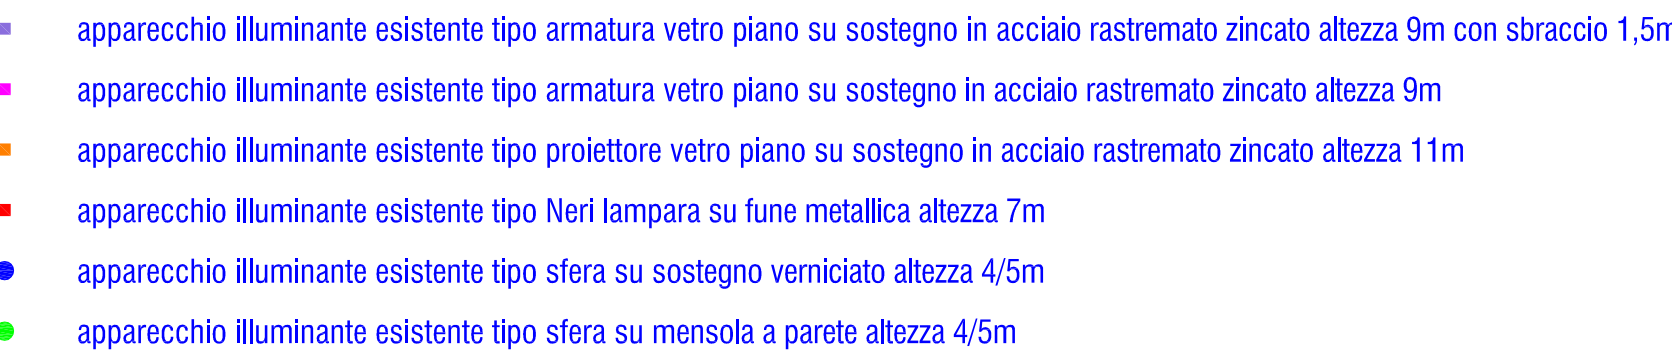 apparecchio illuminante esistente tipo armatura vetro piano su sostegno in acciaio rastremato zincato altezza 9m con sbraccio 1,5m
apparecchio illuminante esistente tipo armatura vetro piano su sostegno in acciaio rastremato zincato altezza 9m
apparecchio illuminante esistente tipo proiettore vetro piano su sostegno in acciaio rastremato zincato altezza 11m
apparecchio illuminante esistente tipo Neri lampara su fune metallica altezza 7m
apparecchio illuminante esistente tipo sfera su sostegno verniciato altezza 4/5m
apparecchio illuminante esistente tipo sfera su mensola a parete altezza 4/5m